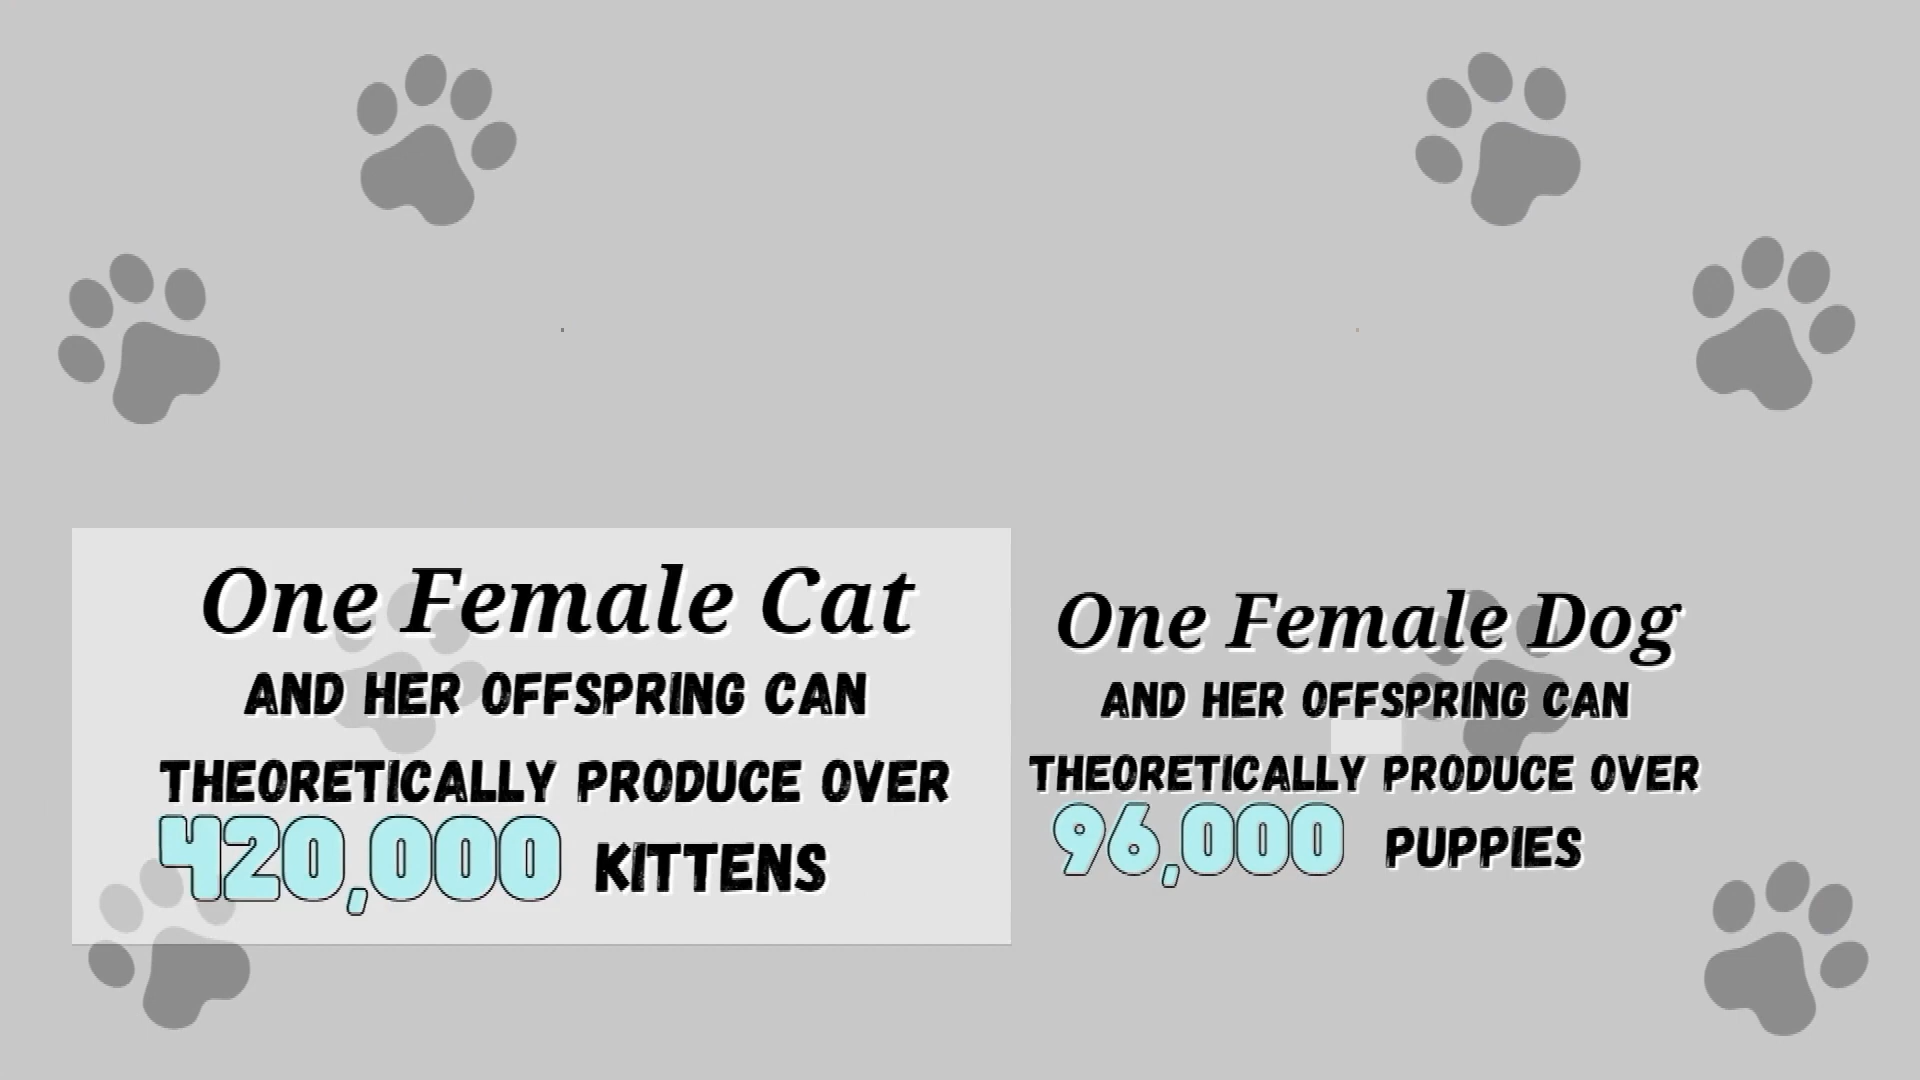 One Female Cat
AND HER OFFSPRING CAN
THEORETICALLY PRODUCE OVER
420,000 KITTENS
One Female Dog
AND HER OFFSPRING CAN
THEORETICALLY PRODUCE OVER
96,000 PUPPIES